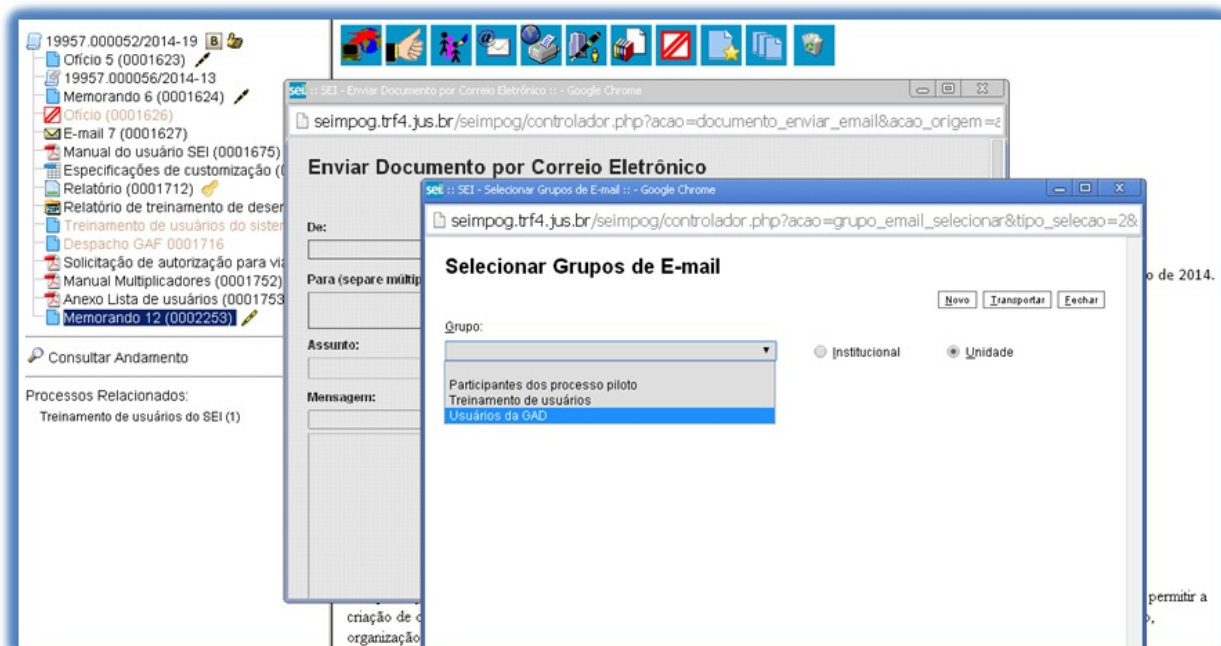 19957.000052/2014-19 B
Ofício 5 (0001623)
19957.000056/2014-13
Memorando 6 (0001624)
Ofício (0001626)
E-mail 7 (0001627)
Manual do usuário SEI (0001675)
Especificações de customização (
Relatório (0001712)
Relatório de treinamento de deser
Treinamento de usuários do sister
Despacho GAF 0001716
Solicitação de autorização para via
Manual Multiplicadores (0001752)
Anexo Lista de usuários (0001753
Memorando 12 (0002253)
Consultar Andamento
Processos Relacionados:
Treinamento de usuários do SEI (1)
sei :: SEI - Enviar Documento por Correio Eletrônico :: - Google Chrome
seimpog.trf4.jus.br/seimpog/controlador.php?acao=documento_enviar_email&acao_origem=a
Enviar Documento por Correio Eletrônico
De:
Para (separe múltip
Assunto:
Mensagem:
sei :: SEI - Selecionar Grupos de E-mail :: - Google Chrome
seimpog.trf4.jus.br/seimpog/controlador.php?acao=grupo_email_selecionar&tipo_selecao=2&
Selecionar Grupos de E-mail
Novo Transportar Fechar
Grupo:
Institucional Unidade
Participantes dos processo piloto
Treinamento de usuários
Usuários da GAD
o de 2014.
permitir a
criação de
organização